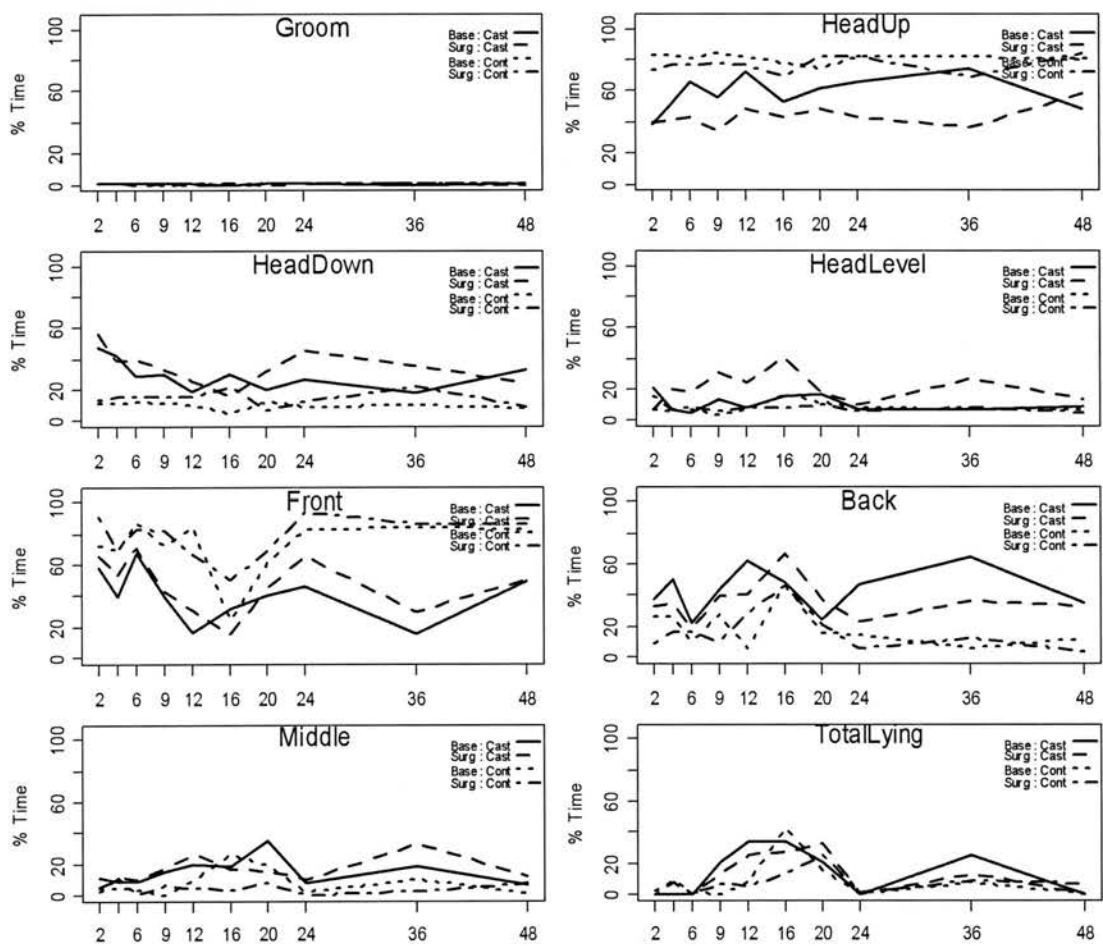 Groom
Base : Cast
Surg : Cast
Base : Cont
Surg : Cont
% Time
0 20 60 100
2 6 9 12 16 20 24 36 48
HeadUp
Base : Cast
Surg : Cast
Base : Cont
Surg : Cont
% Time
0 20 60 100
2 6 9 12 16 20 24 36 48
HeadDown
Base : Cast
Surg : Cast
Base : Cont
Surg : Cont
% Time
0 20 60 100
2 6 9 12 16 20 24 36 48
HeadLevel
Base : Cast
Surg : Cast
Base : Cont
Surg : Cont
% Time
0 20 60 100
2 6 9 12 16 20 24 36 48
Front
Base : Cast
Surg : Cast
Base : Cont
Surg : Cont
% Time
0 20 60 100
2 6 9 12 16 20 24 36 48
Back
Base : Cast
Surg : Cast
Base : Cont
Surg : Cont
% Time
0 20 60 100
2 6 9 12 16 20 24 36 48
Middle
Base : Cast
Surg : Cast
Base : Cont
Surg : Cont
% Time
0 20 60 100
2 6 9 12 16 20 24 36 48
TotalLying
Base : Cast
Surg : Cast
Base : Cont
Surg : Cont
% Time
0 20 60 100
2 6 9 12 16 20 24 36 48